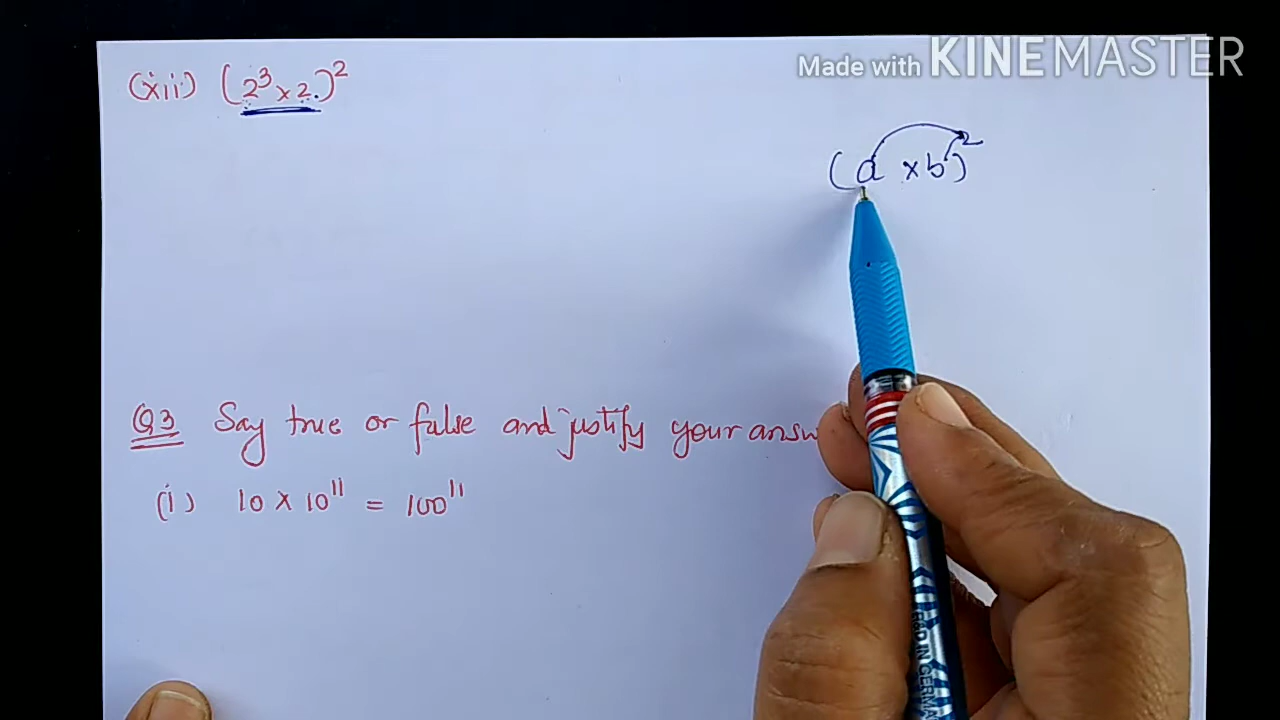 Made with KINEMASTER
(xii) (2³ × 2.)²
(a × b)²
Q3 Say true or false and justify your answ
(i) 10 × 10¹¹ = 100¹¹